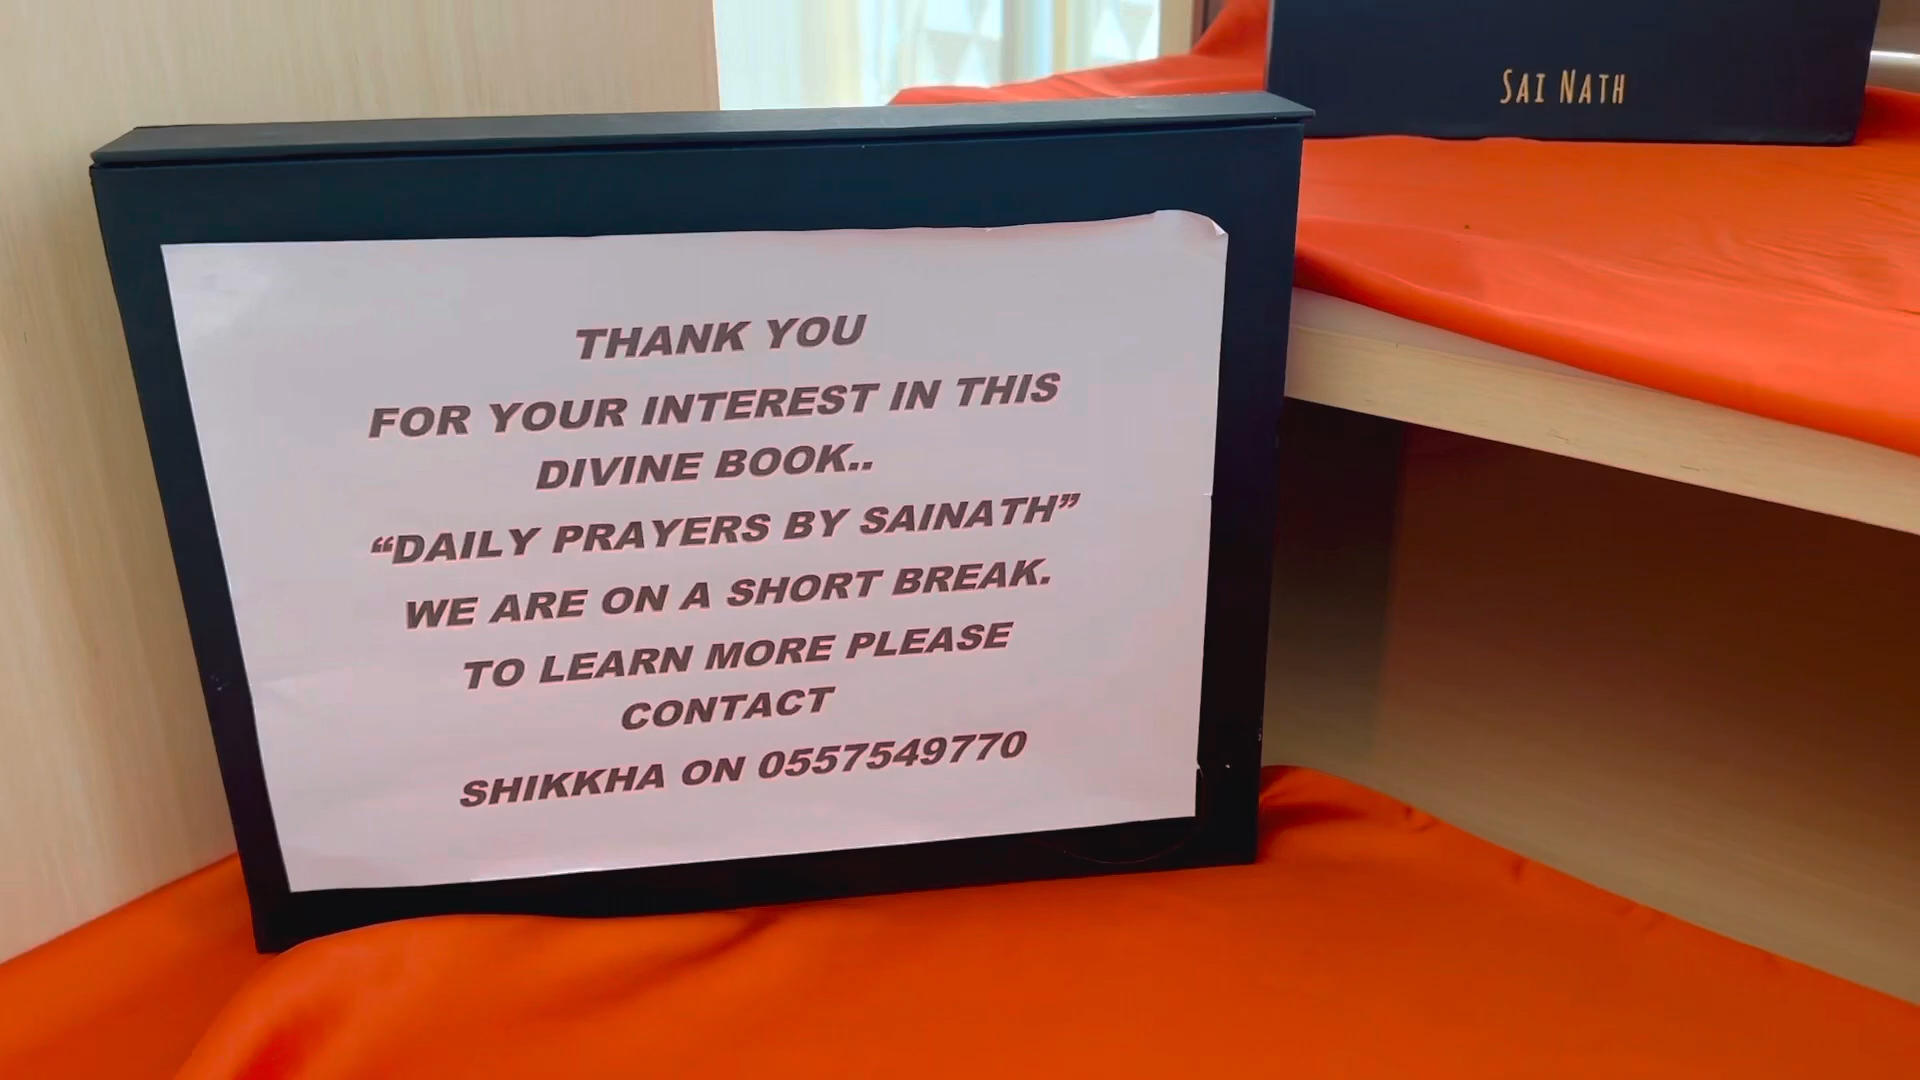 SAI NATH
THANK YOU
FOR YOUR INTEREST IN THIS
DIVINE BOOK..
“DAILY PRAYERS BY SAINATH”
WE ARE ON A SHORT BREAK.
TO LEARN MORE PLEASE
CONTACT
SHIKKHA ON 0557549770